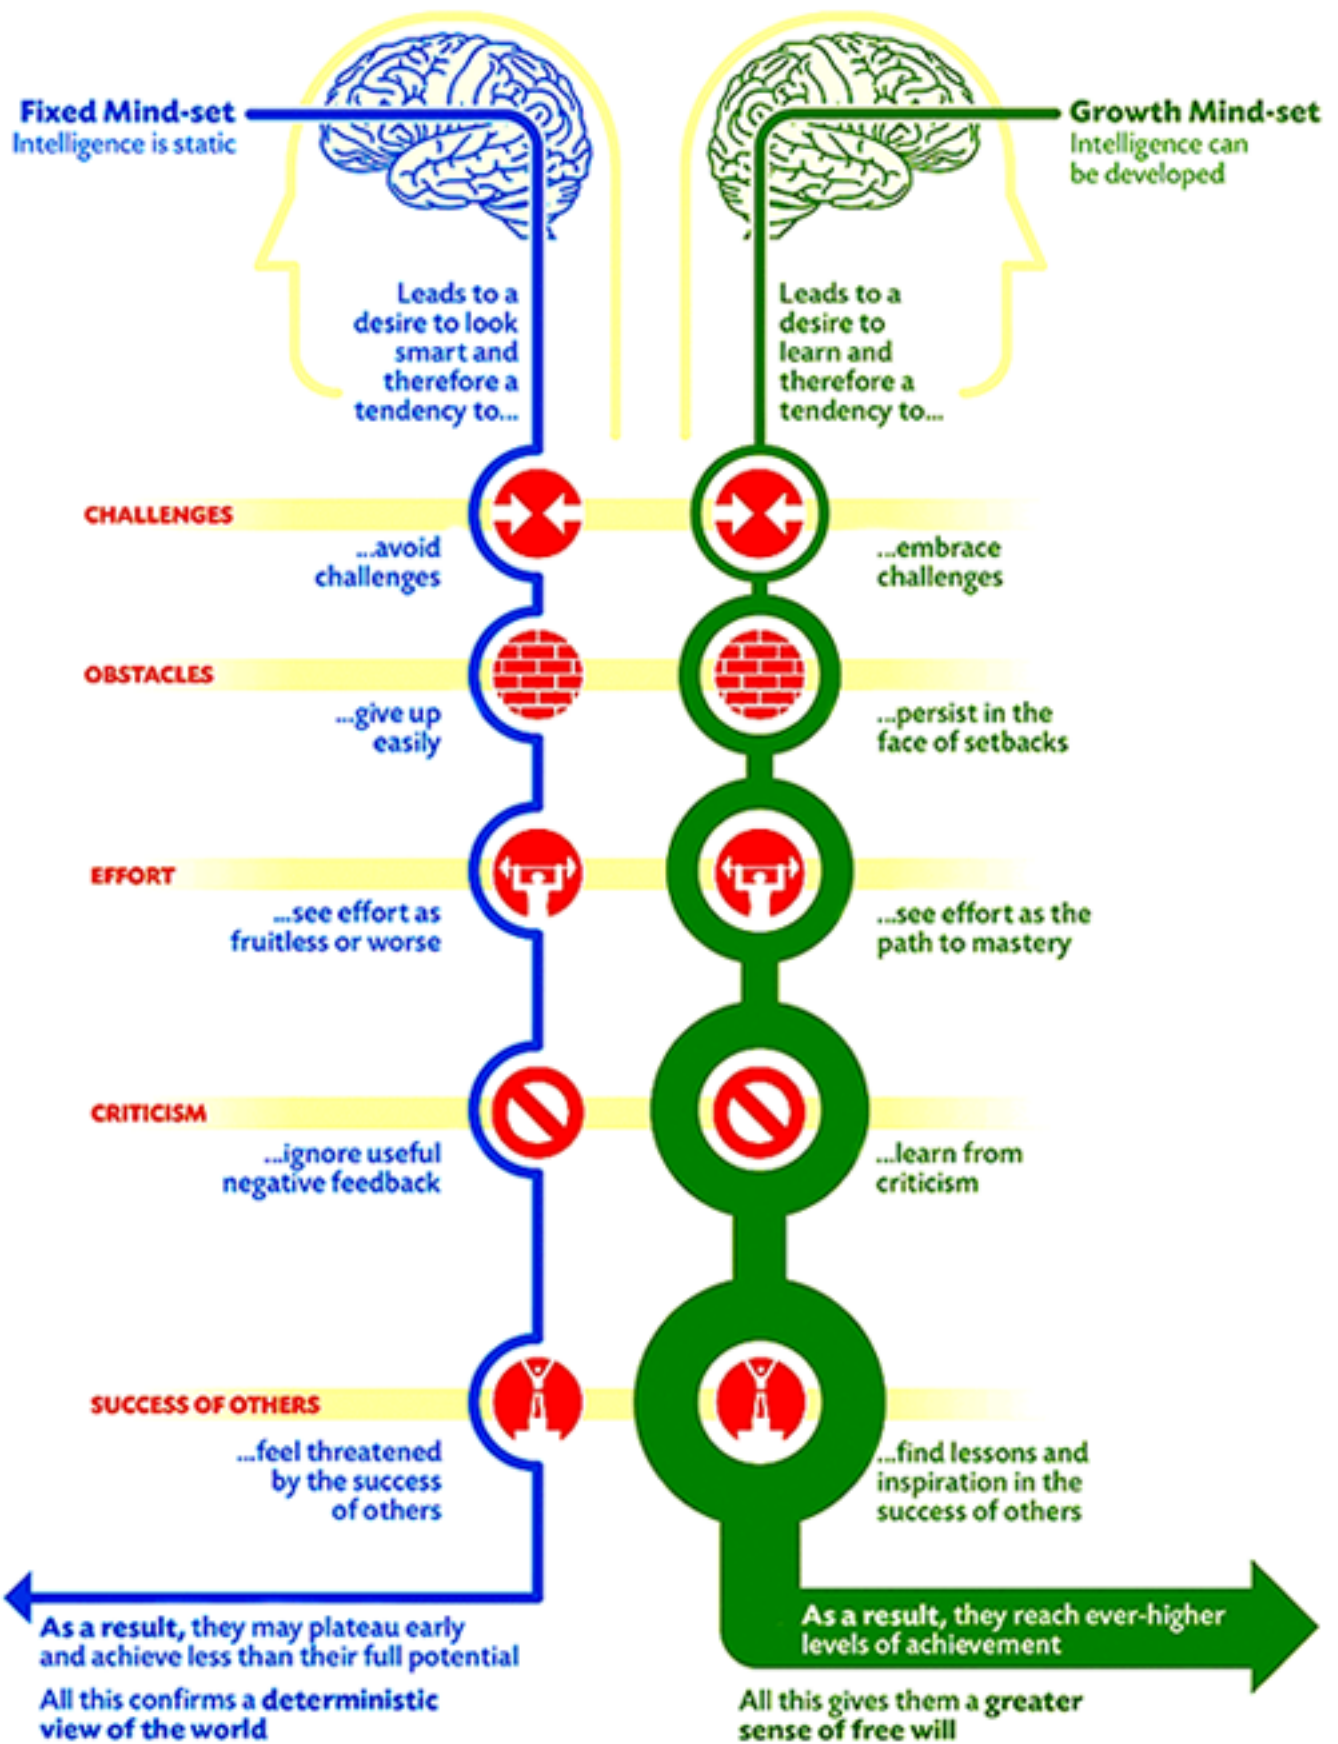 Fixed Mind-set
Intelligence is static
Growth Mind-set
Intelligence can
be developed
Leads to a
desire to look
smart and
therefore a
tendency to...
Leads to a
desire to
learn and
therefore a
tendency to...
CHALLENGES
...avoid
challenges
...embrace
challenges
OBSTACLES
...give up
easily
...persist in the
face of setbacks
EFFORT
...see effort as
fruitless or worse
...see effort as the
path to mastery
CRITICISM
...ignore useful
negative feedback
...learn from
criticism
SUCCESS OF OTHERS
...feel threatened
by the success
of others
...find lessons and
inspiration in the
success of others
As a result, they may plateau early
and achieve less than their full potential
All this confirms a deterministic
view of the world
As a result, they reach ever-higher
levels of achievement
All this gives them a greater
sense of free will